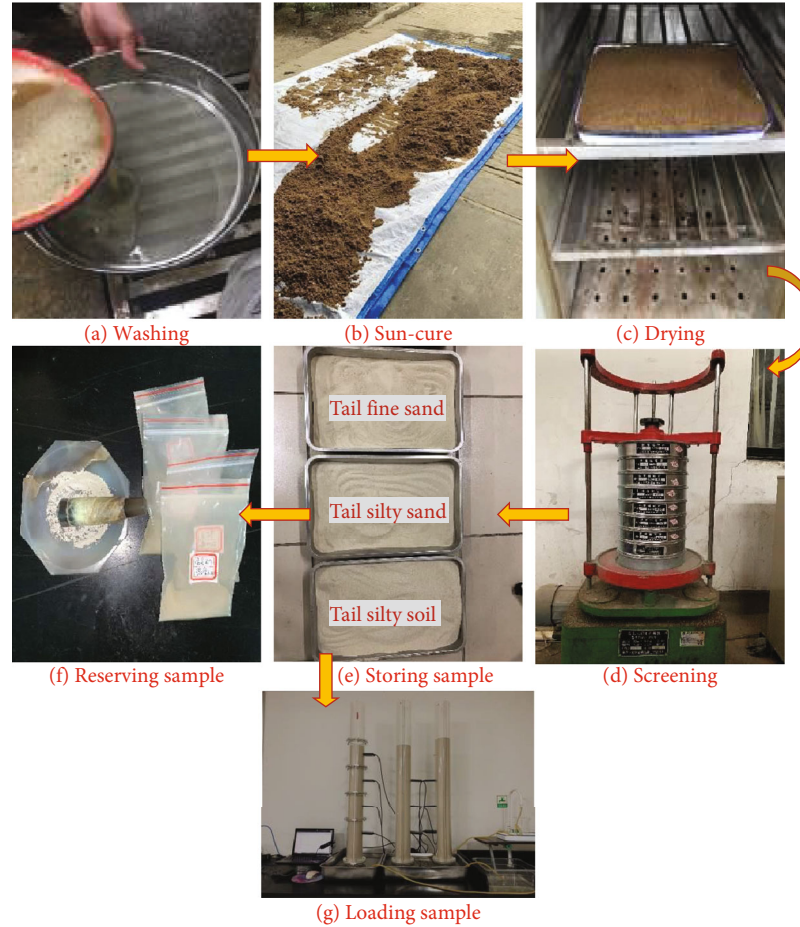 (a) Washing
(b) Sun-cure
(c) Drying
Tail fine sand
Tail silty sand
Tail silty soil
(f) Reserving sample
(e) Storing sample
(d) Screening
(g) Loading sample